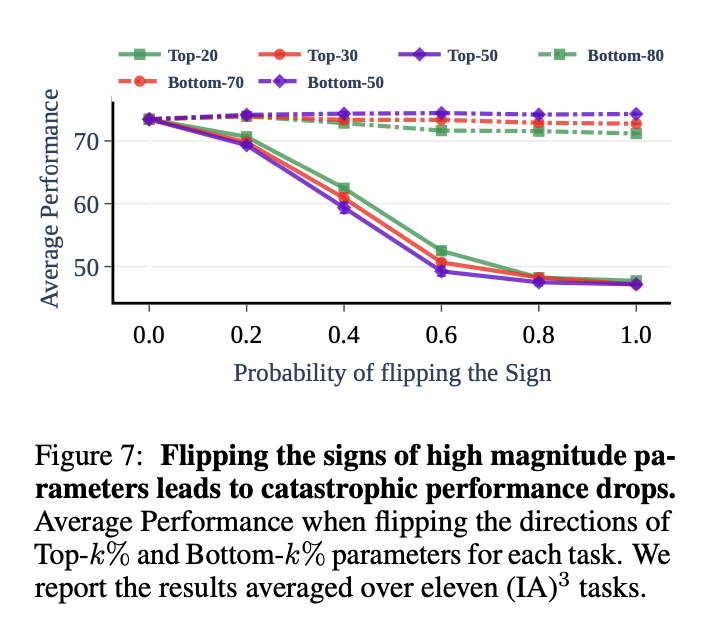 Top-20 Top-30 Top-50 Bottom-80
Bottom-70 Bottom-50
Average Performance
70
60
50
0.0 0.2 0.4 0.6 0.8 1.0
Probability of flipping the Sign
Figure 7: Flipping the signs of high magnitude pa-
rameters leads to catastrophic performance drops.
Average Performance when flipping the directions of
Top-k% and Bottom-k% parameters for each task. We
report the results averaged over eleven (IA)³ tasks.